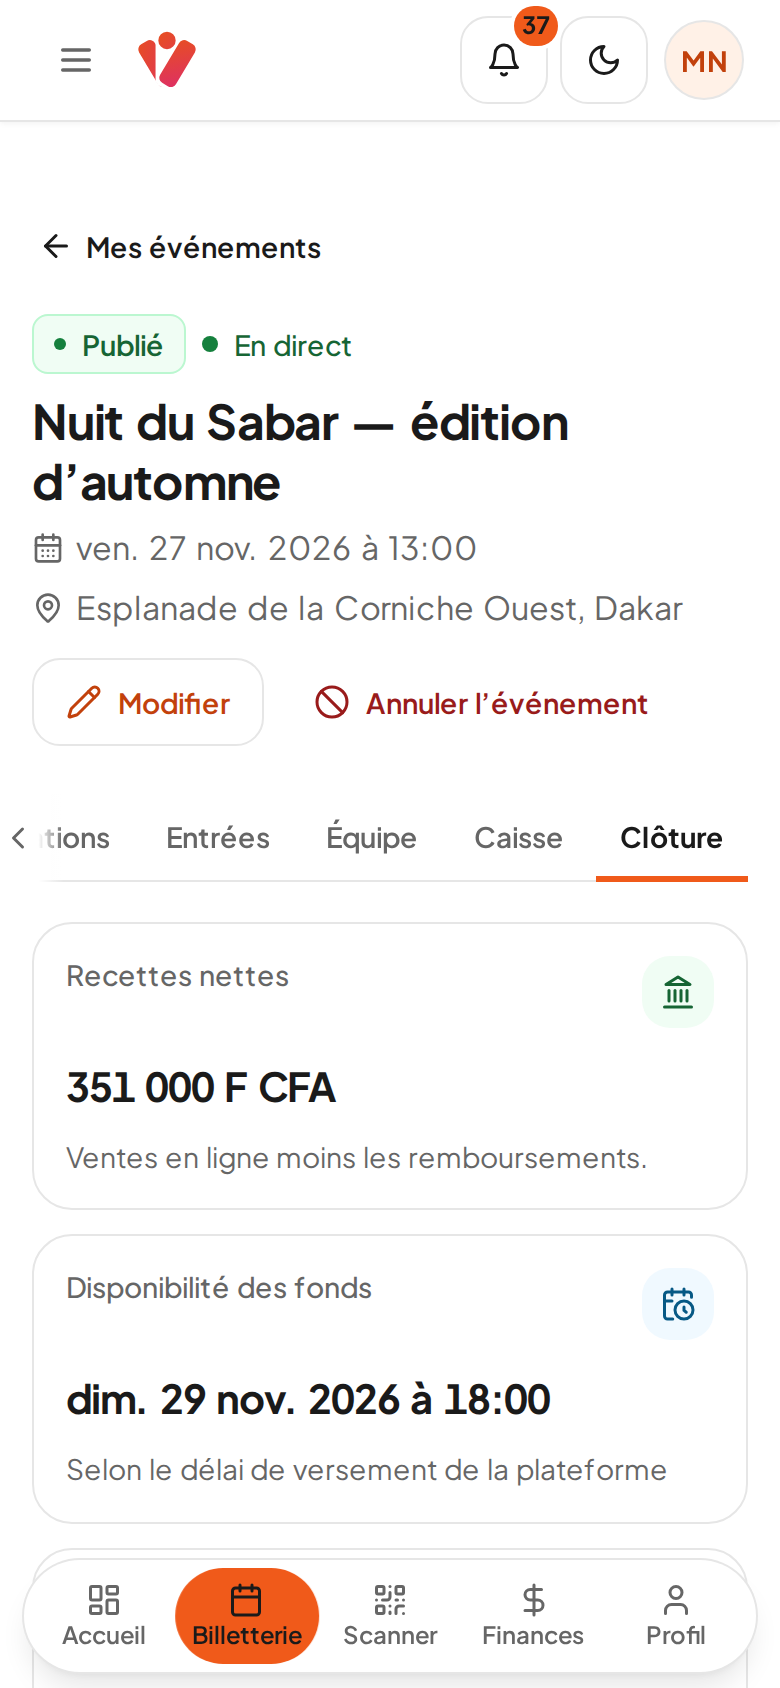 37
MN
Mes événements
Publié
En direct
Nuit du Sabar — édition
d’automne
ven. 27 nov. 2026 à 13:00
Esplanade de la Corniche Ouest, Dakar
Modifier
Annuler l’événement
tions
Entrées
Équipe
Caisse
Clôture
Recettes nettes
351 000 F CFA
Ventes en ligne moins les remboursements.
Disponibilité des fonds
dim. 29 nov. 2026 à 18:00
Selon le délai de versement de la plateforme
Accueil
Billetterie
Scanner
Finances
Profil